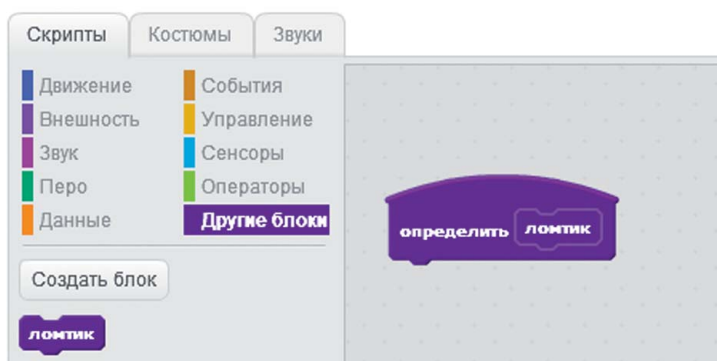 Скрипты Костюмы Звуки
Движение События
Внешность Управление
Звук Сенсоры
Перо Операторы
Данные Другие блоки
Создать блок
ломтик
определить ломтик